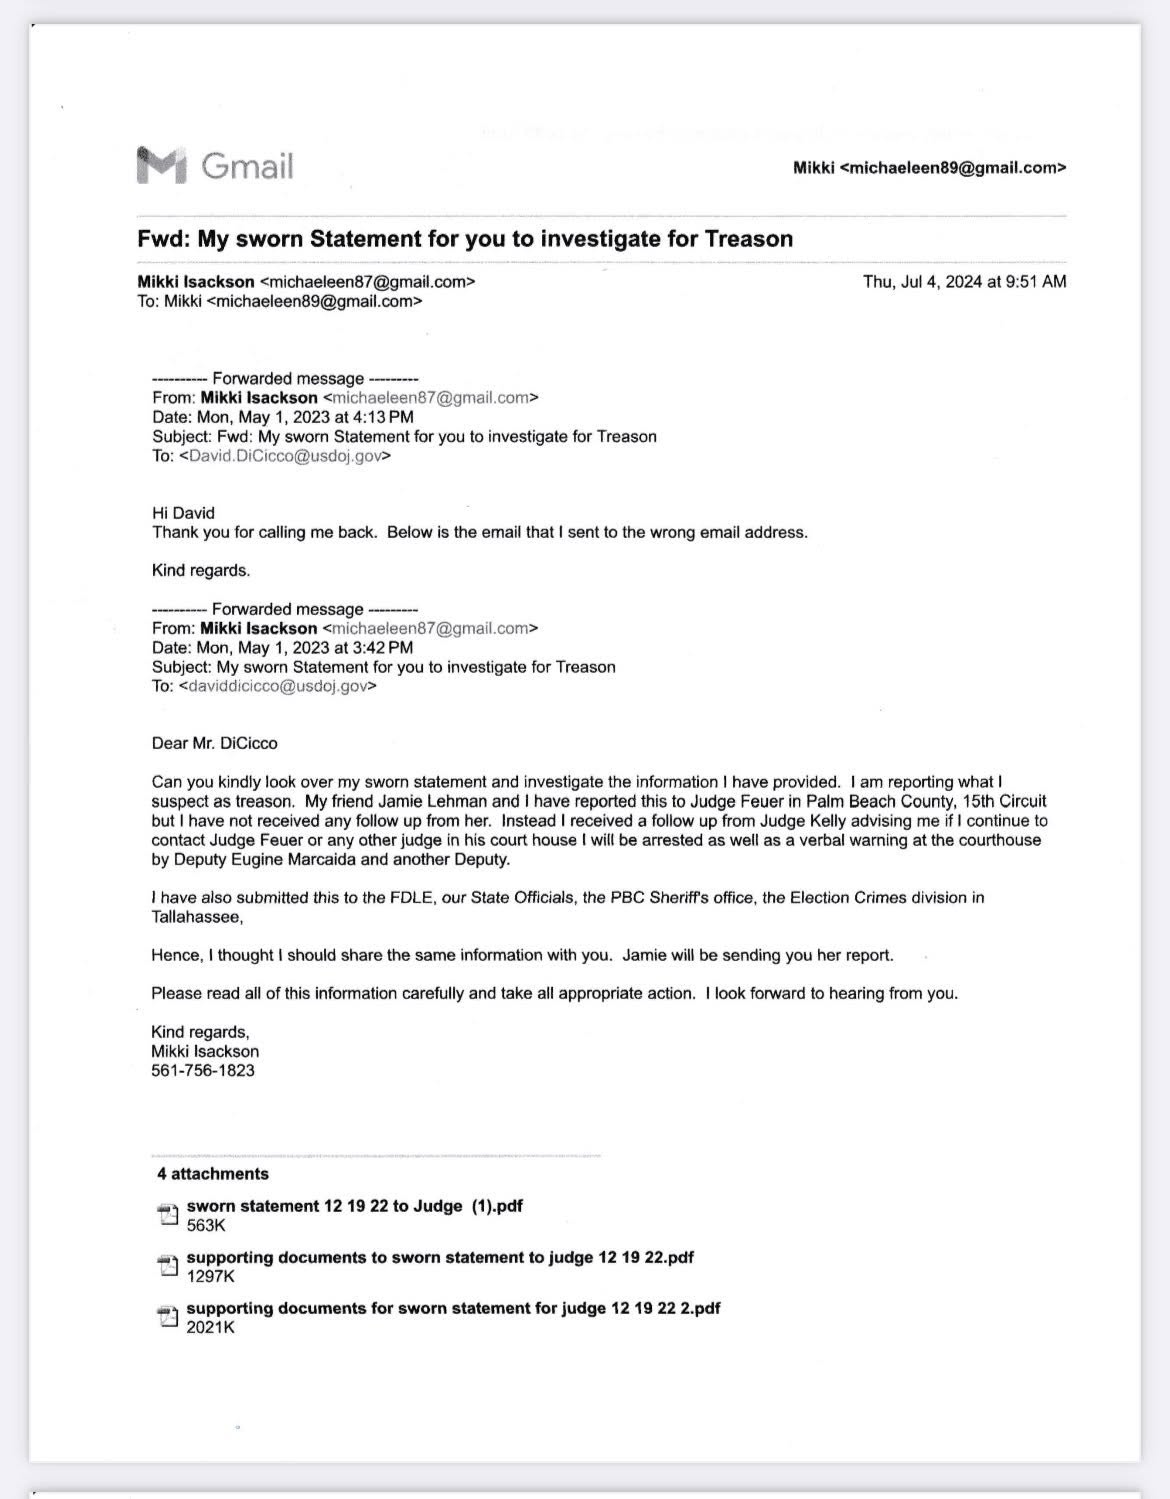 Gmail
Mikki <michaeleen89@gmail.com>
Fwd: My sworn Statement for you to investigate for Treason
Mikki Isackson <michaeleen87@gmail.com>
Thu, Jul 4, 2024 at 9:51 AM
To: Mikki <michaeleen89@gmail.com>
---------- Forwarded message ---------
From: Mikki Isackson <michaeleen87@gmail.com>
Date: Mon, May 1, 2023 at 4:13 PM
Subject: Fwd: My sworn Statement for you to investigate for Treason
To: <David.DiCicco@usdoj.gov>
Hi David
Thank you for calling me back. Below is the email that I sent to the wrong email address.
Kind regards.
---------- Forwarded message ---------
From: Mikki Isackson <michaeleen87@gmail.com>
Date: Mon, May 1, 2023 at 3:42 PM
Subject: My sworn Statement for you to investigate for Treason
To: <daviddicicco@usdoj.gov>
Dear Mr. DiCicco
Can you kindly look over my sworn statement and investigate the information I have provided. I am reporting what I
suspect as treason. My friend Jamie Lehman and I have reported this to Judge Feuer in Palm Beach County, 15th Circuit
but I have not received any follow up from her. Instead I received a follow up from Judge Kelly advising me if I continue to
contact Judge Feuer or any other judge in his court house I will be arrested as well as a verbal warning at the courthouse
by Deputy Eugine Marcaida and another Deputy.
I have also submitted this to the FDLE, our State Officials, the PBC Sheriff's office, the Election Crimes division in
Tallahassee,
Hence, I thought I should share the same information with you. Jamie will be sending you her report.
Please read all of this information carefully and take all appropriate action. I look forward to hearing from you.
Kind regards,
Mikki Isackson
561-756-1823
4 attachments
sworn statement 12 19 22 to Judge (1).pdf
563K
supporting documents to sworn statement to judge 12 19 22.pdf
1297K
supporting documents for sworn statement for judge 12 19 22 2.pdf
2021K